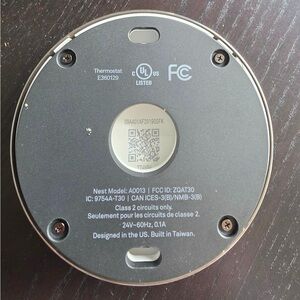 Thermostat
E360129
C UL US
LISTED
FC
Nest Model: A0013 | FCC ID: ZQAT30
IC: 9754A-T30 | CAN ICES-3(B)/NMB-3(B)
Class 2 circuits only.
Seulement pour les circuits de classe 2.
24V~60Hz, 0.1A
Designed in the US. Built in Taiwan.